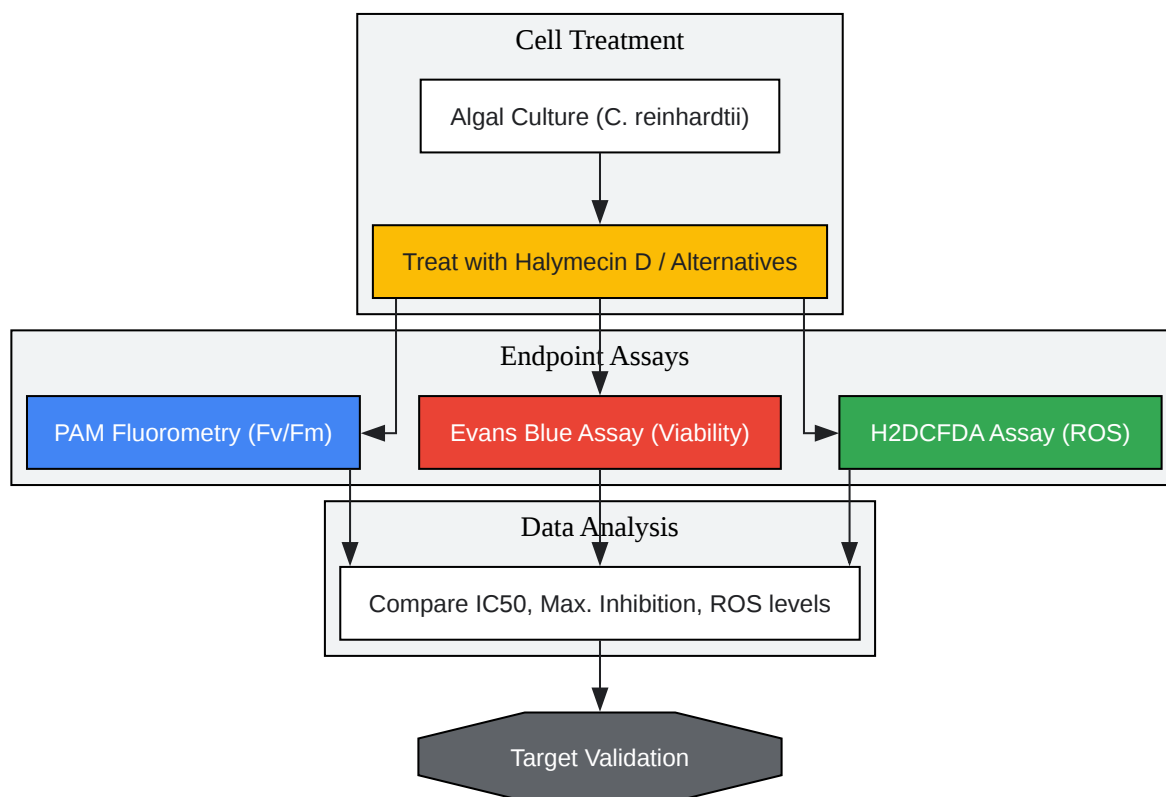 Cell Treatment
Algal Culture (C. reinhardtii)
Treat with Halymecin D / Alternatives
Endpoint Assays
PAM Fluorometry (Fv/Fm)
Evans Blue Assay (Viability)
H2DCFDA Assay (ROS)
Data Analysis
Compare IC50, Max. Inhibition, ROS levels
Target Validation